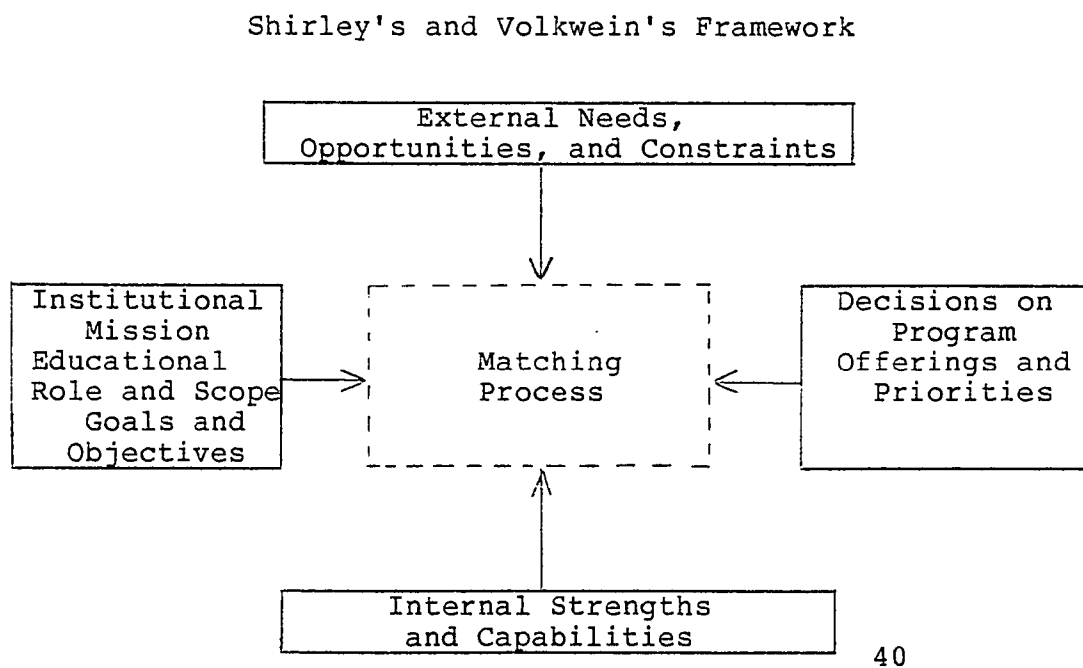 Shirley's and Volkwein's Framework
External Needs,
Opportunities, and Constraints
Institutional
Mission
Educational
Role and Scope
Goals and
Objectives
Matching
Process
Decisions on
Program
Offerings and
Priorities
Internal Strengths
and Capabilities
40